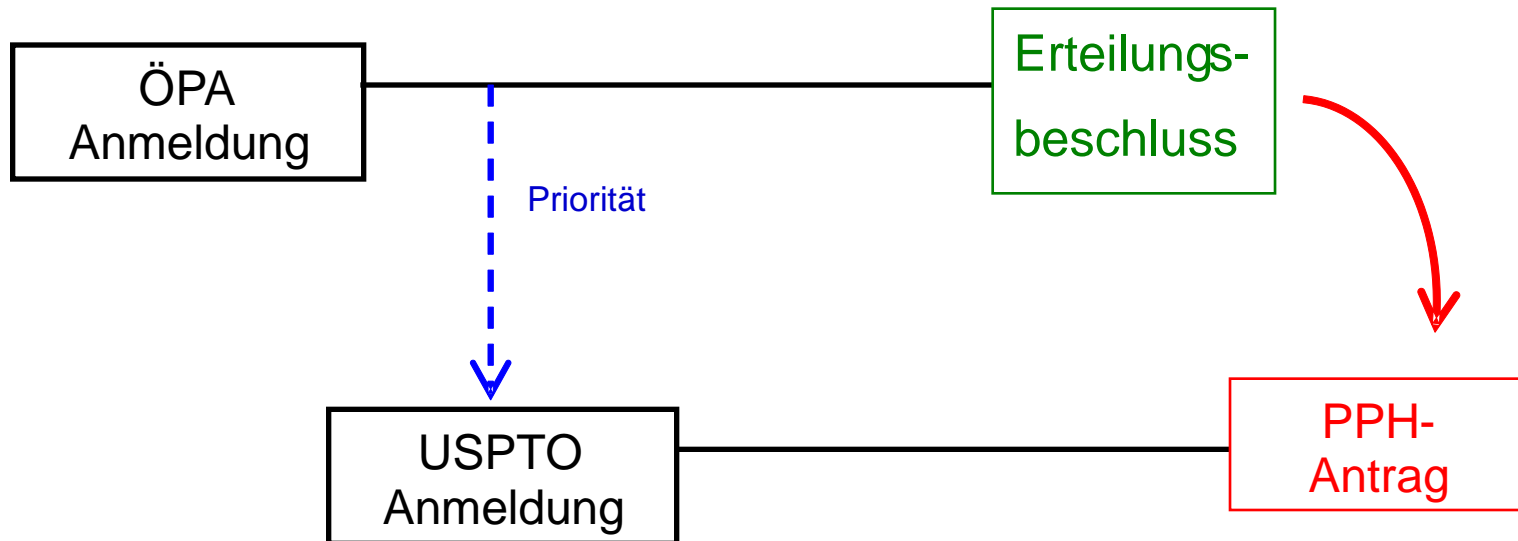 ÖPA
Anmeldung
Erteilungs-
beschluss
Priorität
USPTO
Anmeldung
PPH-
Antrag